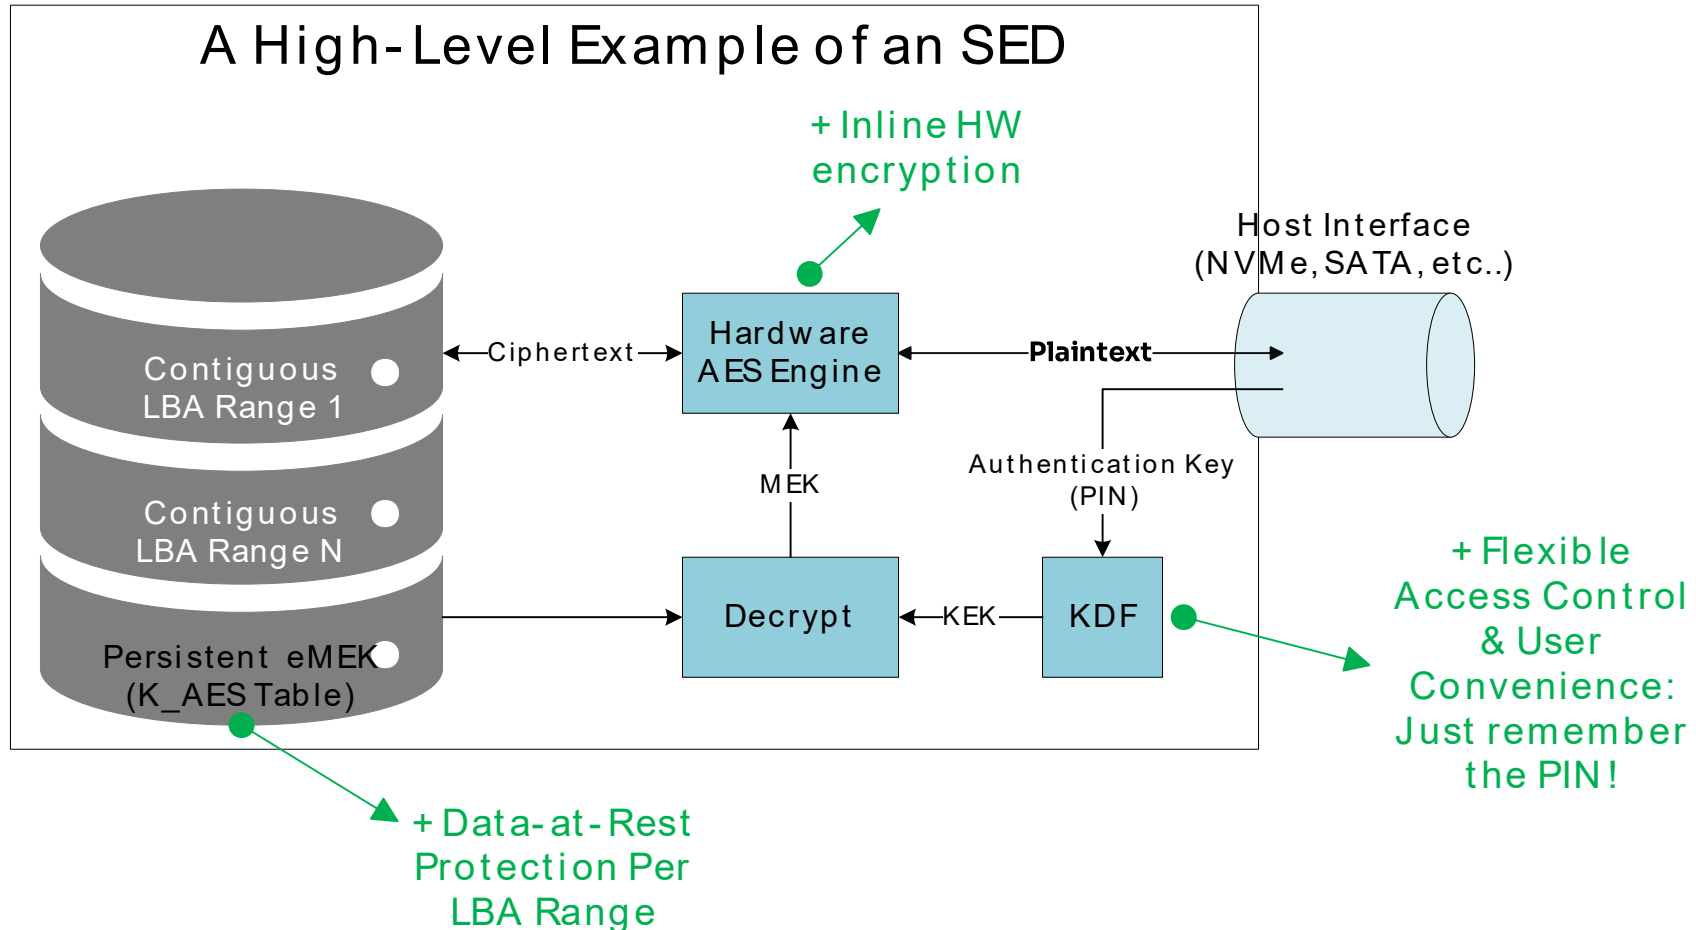 A High-Level Example of an SED
+ Inline HW
encryption
Host Interface
(NVMe, SATA, etc..)
Hardware
AES Engine
Ciphertext
Plaintext
Contiguous
LBA Range 1
Authentication Key
(PIN)
MEK
Contiguous
LBA Range N
Decrypt
KEK
KDF
+ Flexible
Access Control
& User
Convenience:
Just remember
the PIN!
Persistent eMEK
(K_AES Table)
+ Data-at-Rest
Protection Per
LBA Range